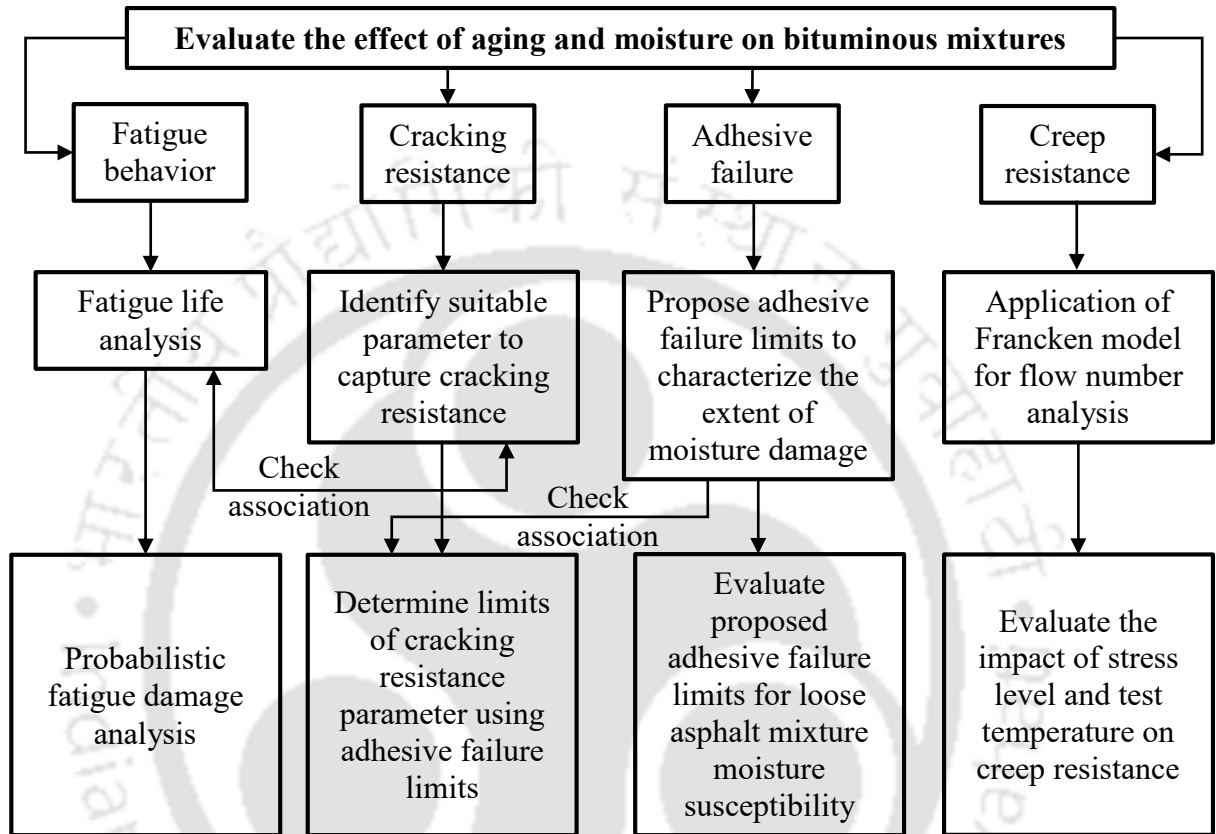 Evaluate the effect of aging and moisture on bituminous mixtures
Fatigue
behavior
Cracking
resistance
Adhesive
failure
Creep
resistance
Fatigue life
analysis
Identify suitable
parameter to
capture cracking
resistance
Propose adhesive
failure limits to
characterize the
extent of
moisture damage
Application of
Francken model
for flow number
analysis
Check
association
Check
association
Probabilistic
fatigue damage
analysis
Determine limits
of cracking
resistance
parameter using
adhesive failure
limits
Evaluate
proposed
adhesive failure
limits for loose
asphalt mixture
moisture
susceptibility
Evaluate the
impact of stress
level and test
temperature on
creep resistance